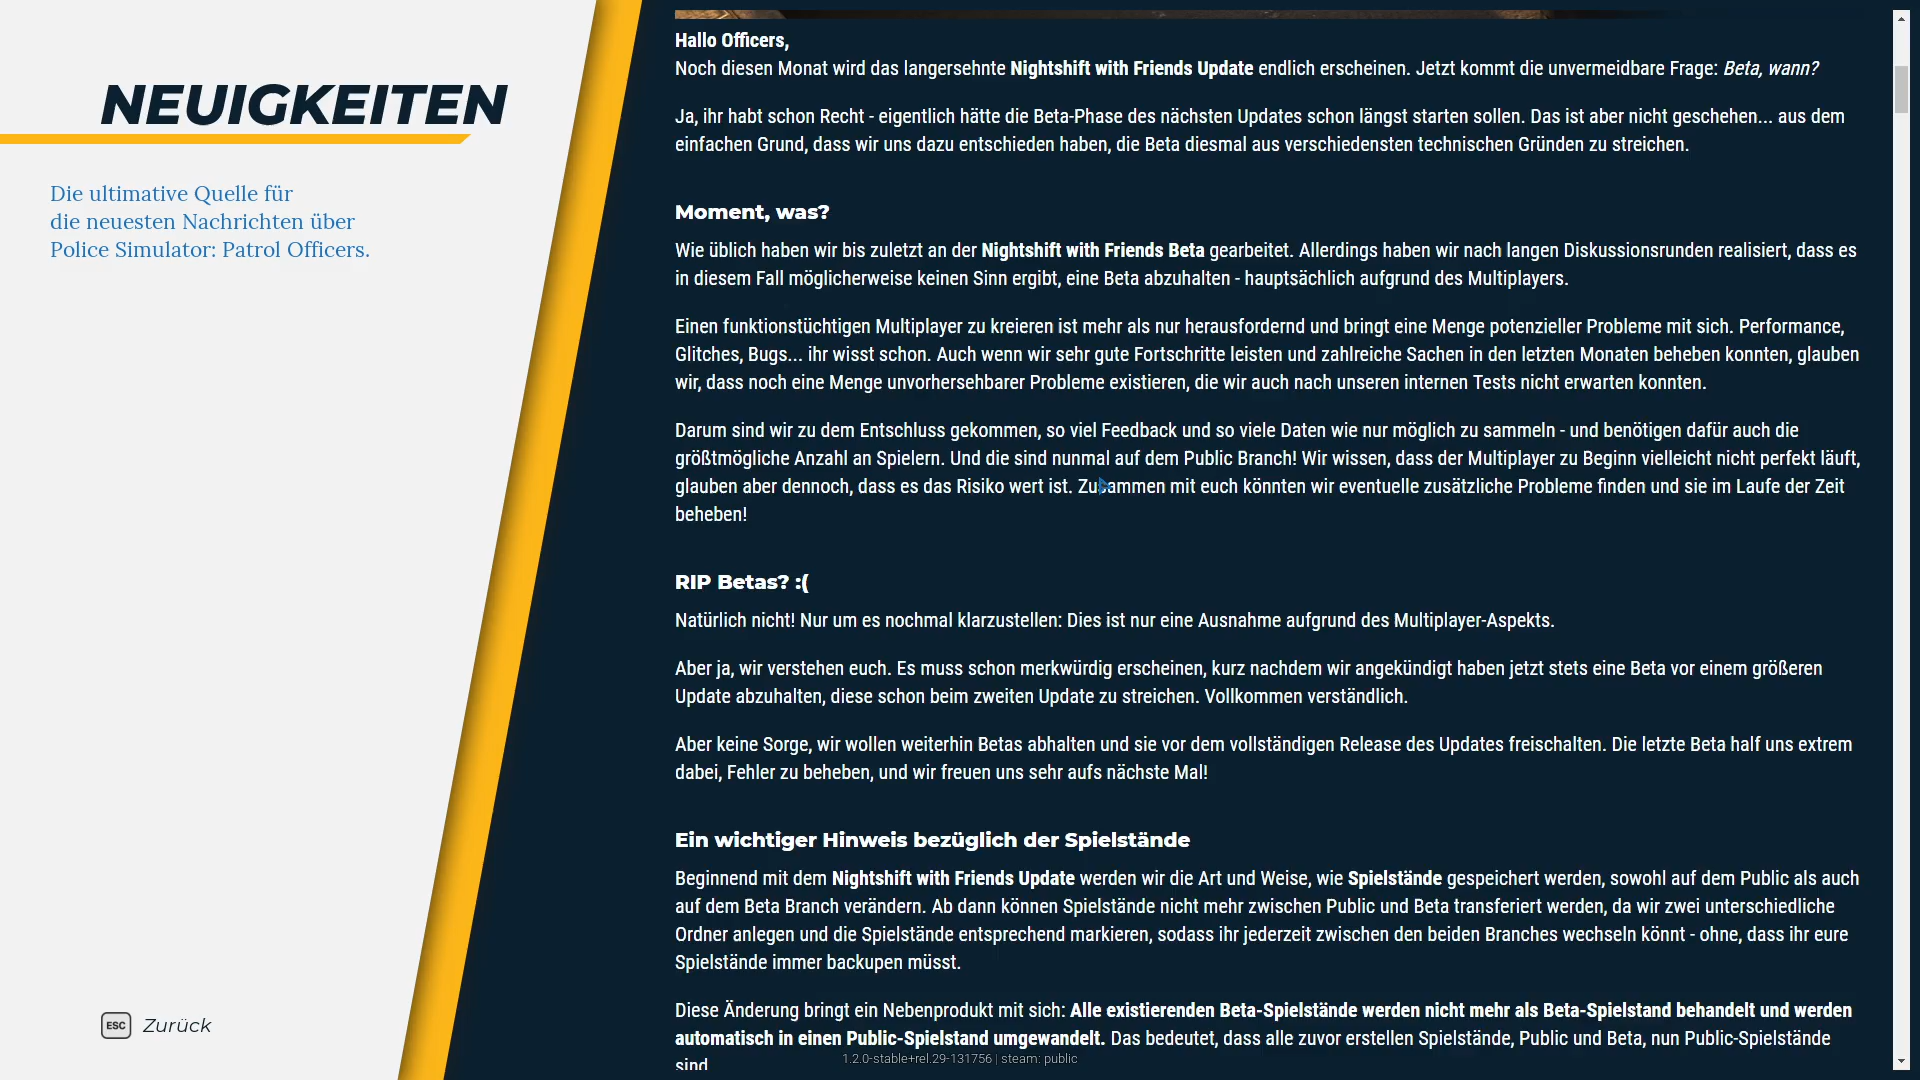 NEUIGKEITEN
Die ultimative Quelle für
die neuesten Nachrichten über
Police Simulator: Patrol Officers.
Hallo Officers,
Noch diesen Monat wird das langersehnte Nightshift with Friends Update endlich erscheinen. Jetzt kommt die unvermeidbare Frage: Beta, wann?
Ja, ihr habt schon Recht - eigentlich hätte die Beta-Phase des nächsten Updates schon längst starten sollen. Das ist aber nicht geschehen... aus dem
einfachen Grund, dass wir uns dazu entschieden haben, die Beta diesmal aus verschiedensten technischen Gründen zu streichen.
Moment, was?
Wie üblich haben wir bis zuletzt an der Nightshift with Friends Beta gearbeitet. Allerdings haben wir nach langen Diskussionsrunden realisiert, dass es
in diesem Fall möglicherweise keinen Sinn ergibt, eine Beta abzuhalten - hauptsächlich aufgrund des Multiplayers.
Einen funktionstüchtigen Multiplayer zu kreieren ist mehr als nur herausfordernd und bringt eine Menge potenzieller Probleme mit sich. Performance,
Glitches, Bugs... ihr wisst schon. Auch wenn wir sehr gute Fortschritte leisten und zahlreiche Sachen in den letzten Monaten beheben konnten, glauben
wir, dass noch eine Menge unvorhersehbarer Probleme existieren, die wir auch nach unseren internen Tests nicht erwarten konnten.
Darum sind wir zu dem Entschluss gekommen, so viel Feedback und so viele Daten wie nur möglich zu sammeln - und benötigen dafür auch die
größtmögliche Anzahl an Spielern. Und die sind nunmal auf dem Public Branch! Wir wissen, dass der Multiplayer zu Beginn vielleicht nicht perfekt läuft,
glauben aber dennoch, dass es das Risiko wert ist. Zusammen mit euch könnten wir eventuelle zusätzliche Probleme finden und sie im Laufe der Zeit
beheben!
RIP Betas? :(
Natürlich nicht! Nur um es nochmal klarzustellen: Dies ist nur eine Ausnahme aufgrund des Multiplayer-Aspekts.
Aber ja, wir verstehen euch. Es muss schon merkwürdig erscheinen, kurz nachdem wir angekündigt haben jetzt stets eine Beta vor einem größeren
Update abzuhalten, diese schon beim zweiten Update zu streichen. Vollkommen verständlich.
Aber keine Sorge, wir wollen weiterhin Betas abhalten und sie vor dem vollständigen Release des Updates freischalten. Die letzte Beta half uns extrem
dabei, Fehler zu beheben, und wir freuen uns sehr aufs nächste Mal!
Ein wichtiger Hinweis bezüglich der Spielstände
Beginnend mit dem Nightshift with Friends Update werden wir die Art und Weise, wie Spielstände gespeichert werden, sowohl auf dem Public als auch
auf dem Beta Branch verändern. Ab dann können Spielstände nicht mehr zwischen Public und Beta transferiert werden, da wir zwei unterschiedliche
Ordner anlegen und die Spielstände entsprechend markieren, sodass ihr jederzeit zwischen den beiden Branches wechseln könnt - ohne, dass ihr eure
Spielstände immer backupen müsst.
Diese Änderung bringt ein Nebenprodukt mit sich: Alle existierenden Beta-Spielstände werden nicht mehr als Beta-Spielstand behandelt und werden
automatisch in einen Public-Spielstand umgewandelt. Das bedeutet, dass alle zuvor erstellen Spielstände, Public und Beta, nun Public-Spielstände
sind
ESC Zurück
1.2.0-stable+rel.29-131756 | steam: public